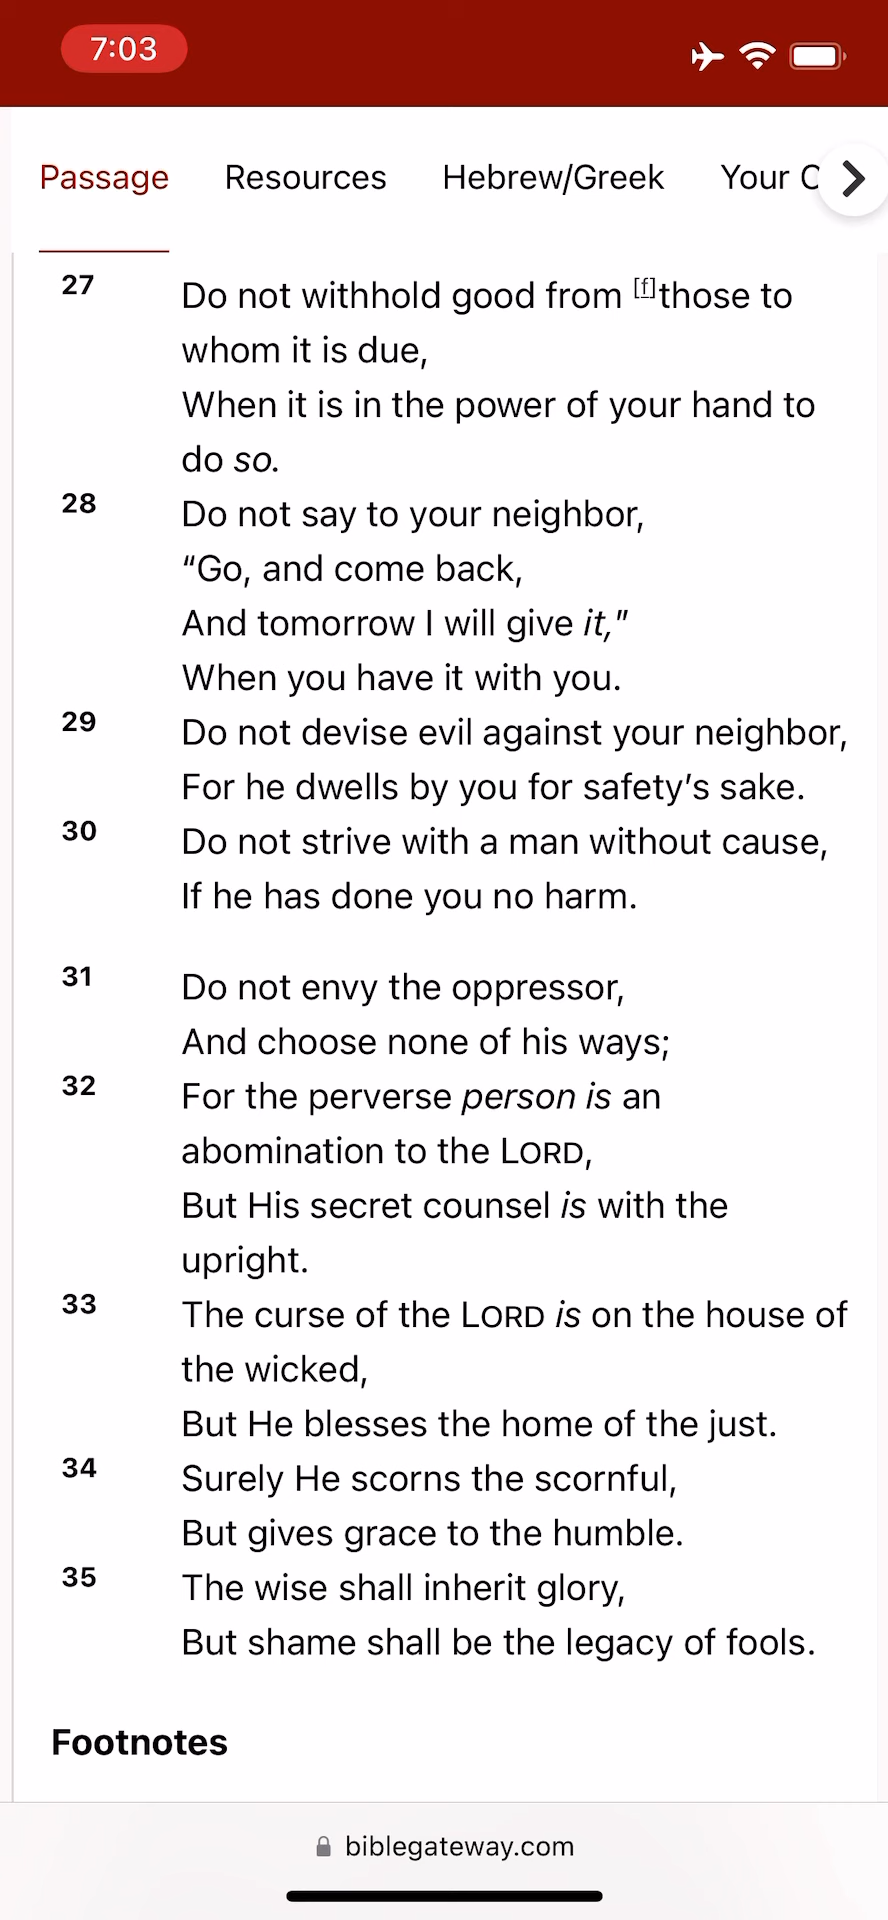 7:03
Passage Resources Hebrew/Greek Your C
27 Do not withhold good from [f]those to
whom it is due,
When it is in the power of your hand to
do so.
28 Do not say to your neighbor,
“Go, and come back,
And tomorrow I will give it,”
When you have it with you.
29 Do not devise evil against your neighbor,
For he dwells by you for safety’s sake.
30 Do not strive with a man without cause,
If he has done you no harm.
31 Do not envy the oppressor,
And choose none of his ways;
32 For the perverse person is an
abomination to the LORD,
But His secret counsel is with the
upright.
33 The curse of the LORD is on the house of
the wicked,
But He blesses the home of the just.
34 Surely He scorns the scornful,
But gives grace to the humble.
35 The wise shall inherit glory,
But shame shall be the legacy of fools.
Footnotes
biblegateway.com